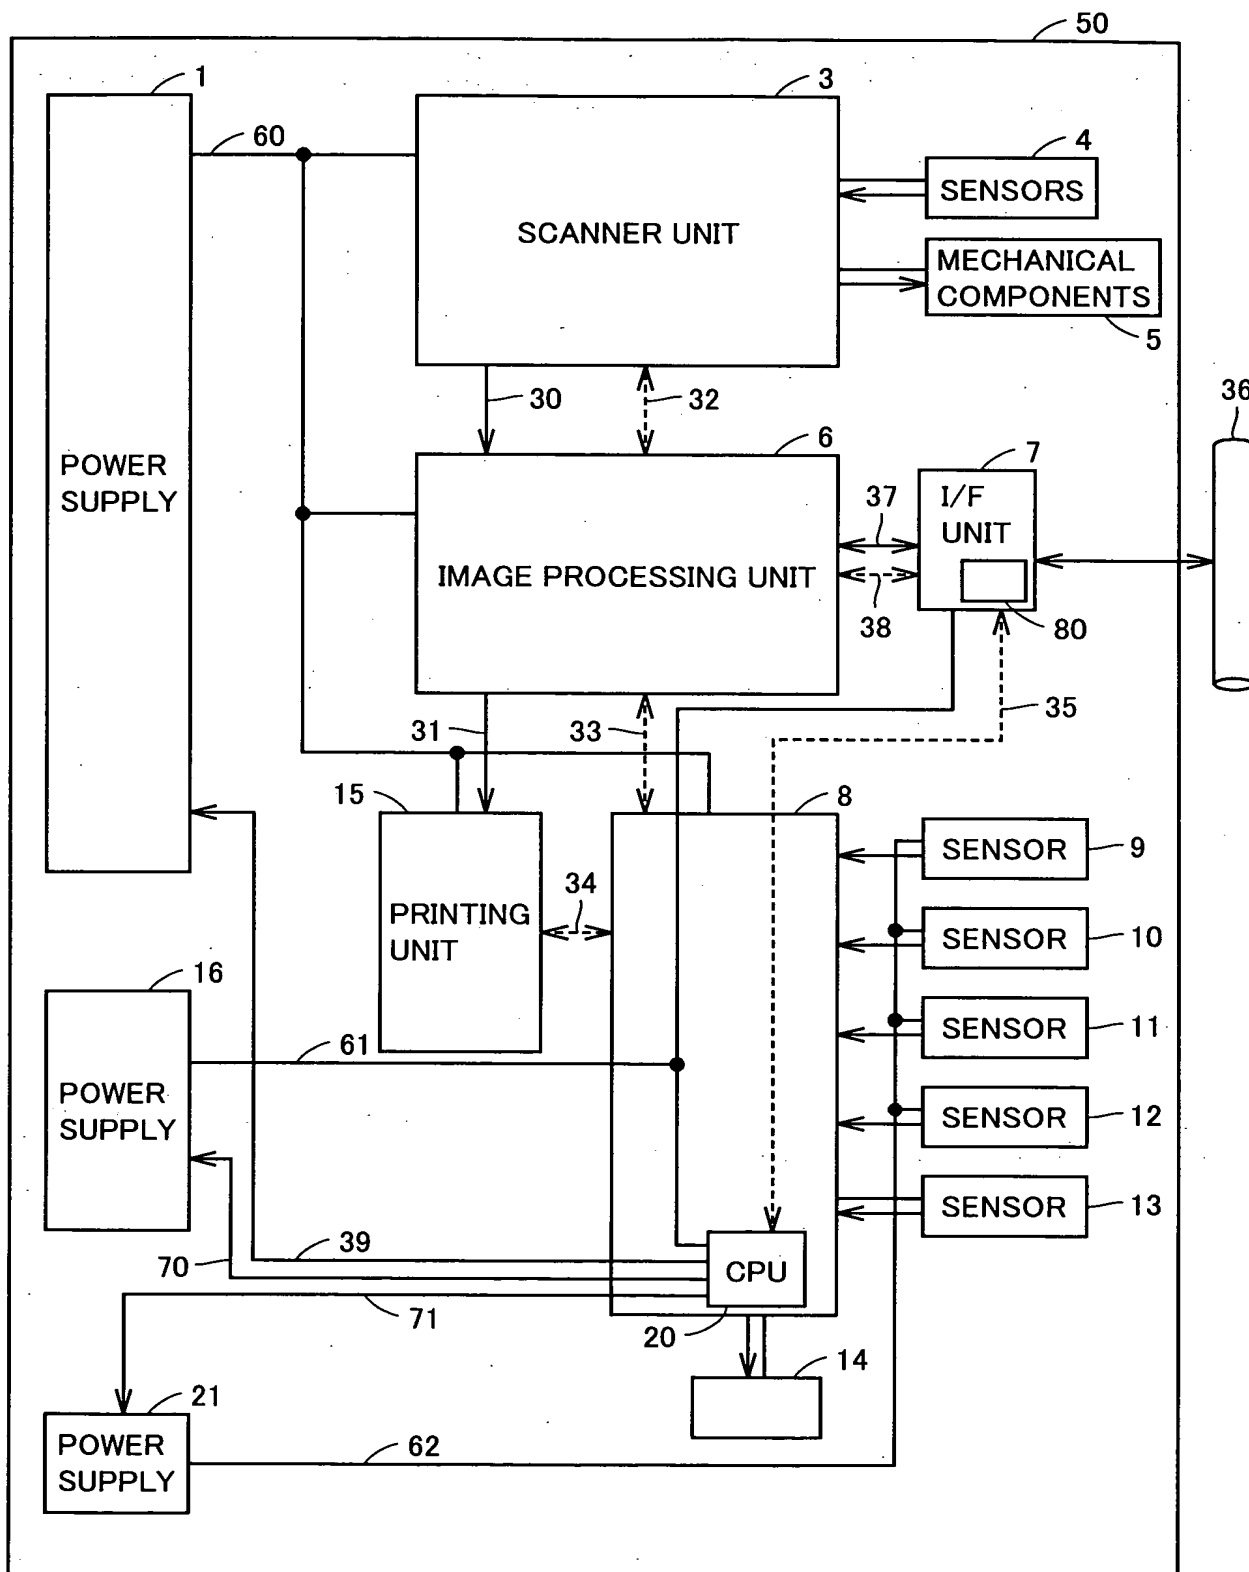 50
1
3
60
4
SENSORS
SCANNER UNIT
MECHANICAL
COMPONENTS
5
30
32
36
6
7
POWER
SUPPLY
I/F
UNIT
37
IMAGE PROCESSING UNIT
38
80
31
33
35
15
8
SENSOR
9
34
PRINTING
UNIT
SENSOR
10
16
SENSOR
11
61
POWER
SUPPLY
SENSOR
12
SENSOR
13
39
70
CPU
71
20
14
21
POWER
SUPPLY
62